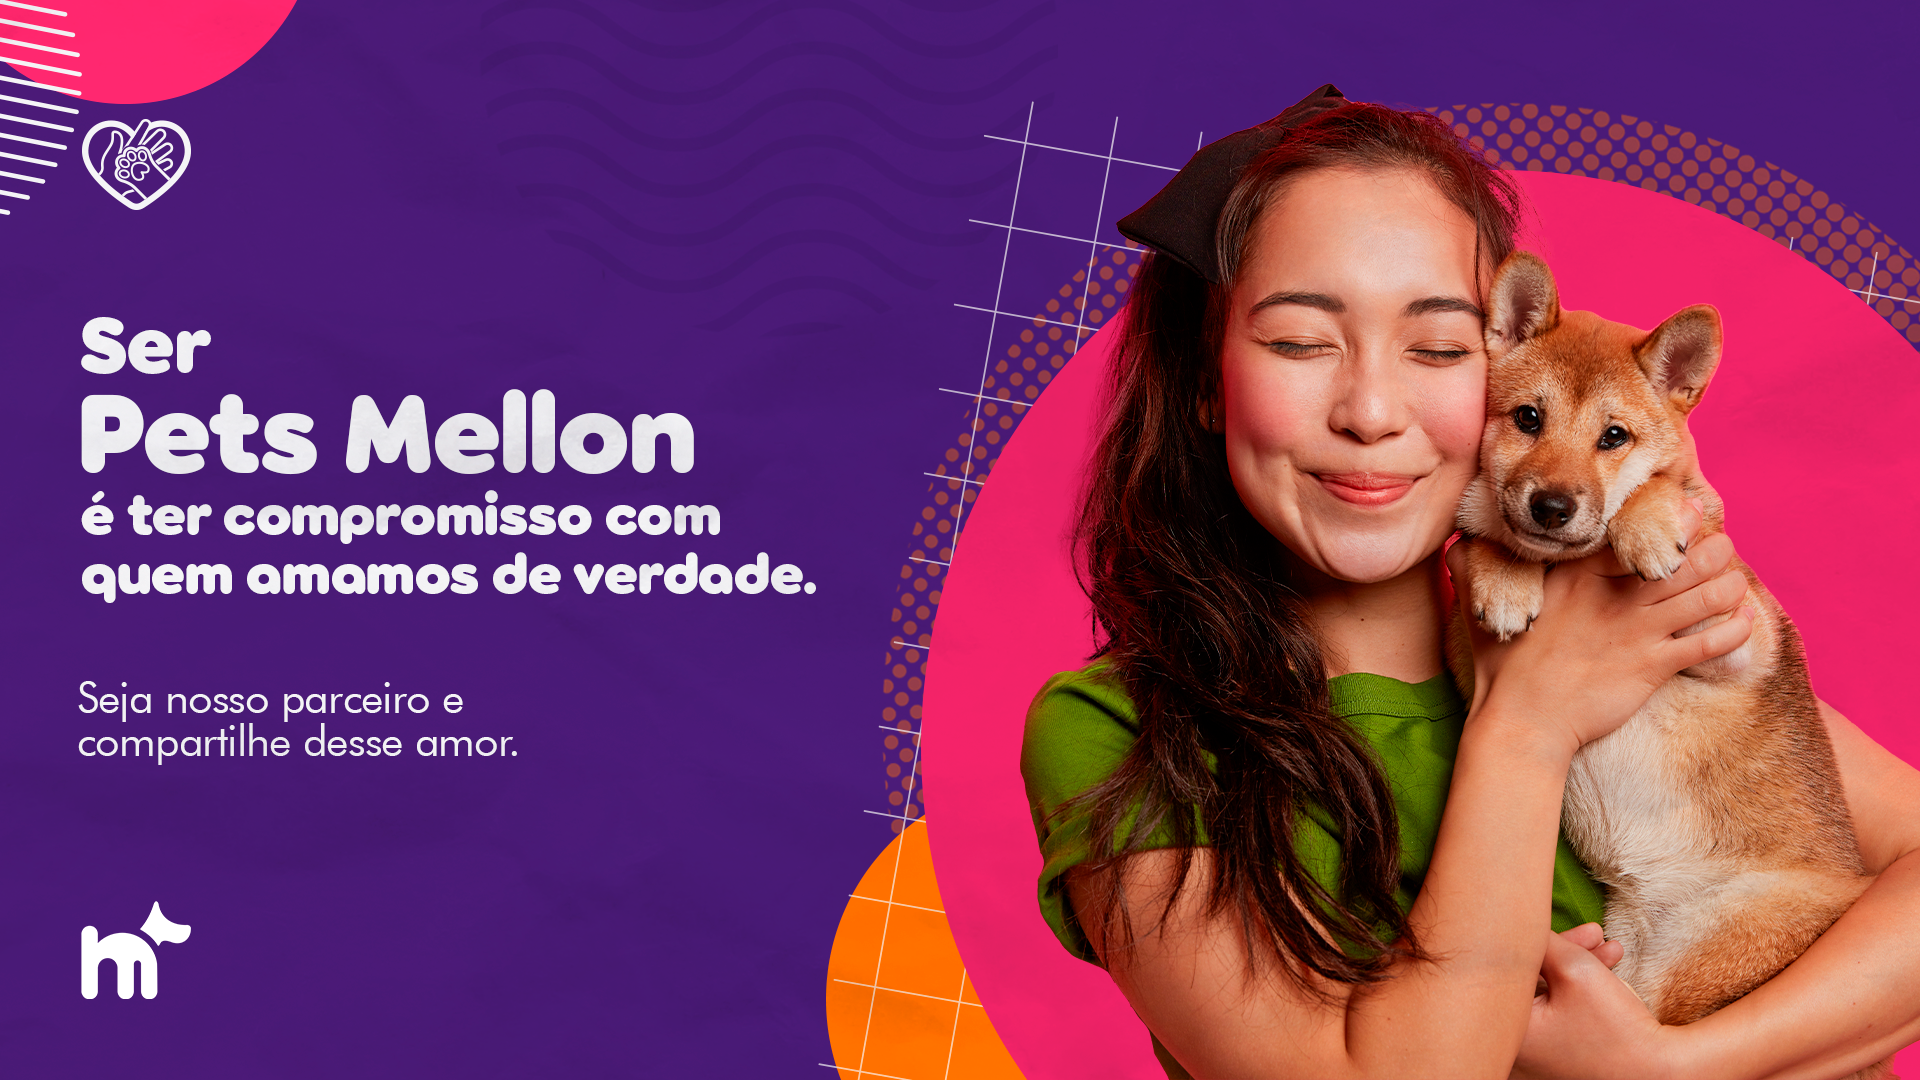 Ser
Pets Mellon
é ter compromisso com
quem amamos de verdade.
Seja nosso parceiro e
compartilhe desse amor.